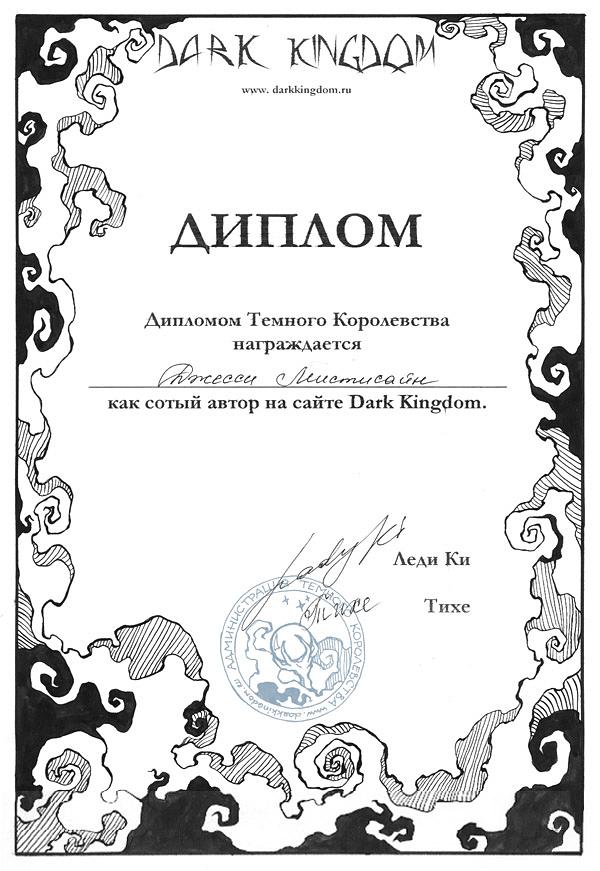 DARK KINGDOM
www. darkkingdom.ru
ДИПЛОМ
Дипломом Темного Королевства
награждается
Джесси Мистисайн
как сотый автор на сайте Dark Kingdom.
Lady Ki
Леди Ки
Тихе
Тихе
АДМИНИСТРАЦИЯ ТЕМНОГО КОРОЛЕВСТВА www.darkkingdom.ru